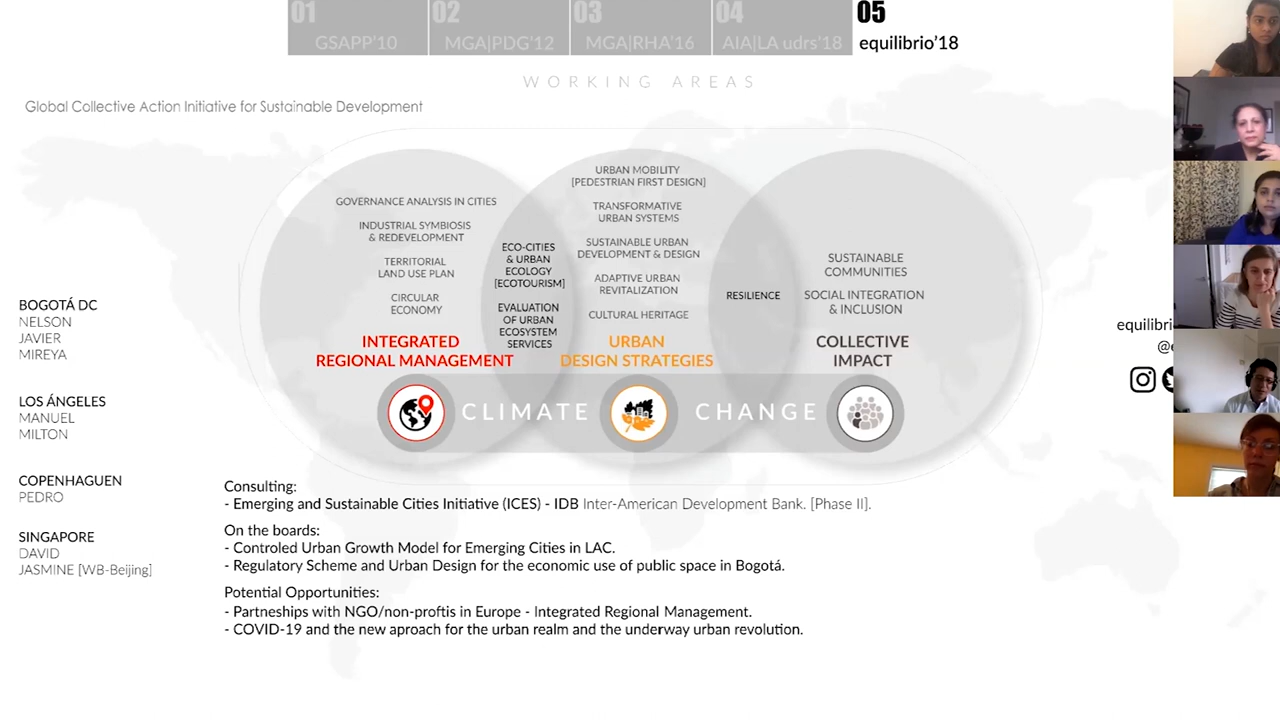 01
GSAPP'10
02
MGA|PDG'12
03
MGA|RHA'16
04
AIA|LA udrs'18
05
equilibrio'18
WORKING AREAS
Global Collective Action Initiative for Sustainable Development
GOVERNANCE ANALYSIS IN CITIES
INDUSTRIAL SYMBIOSIS
& REDEVELOPMENT
TERRITORIAL
LAND USE PLAN
CIRCULAR
ECONOMY
INTEGRATED
REGIONAL MANAGEMENT
ECO-CITIES
& URBAN
ECOLOGY
[ECOTOURISM]
EVALUATION
OF URBAN
ECOSYSTEM
SERVICES
URBAN MOBILITY
[PEDESTRIAN FIRST DESIGN]
TRANSFORMATIVE
URBAN SYSTEMS
SUSTAINABLE URBAN
DEVELOPMENT & DESIGN
ADAPTIVE URBAN
REVITALIZATION
CULTURAL HERITAGE
URBAN
DESIGN STRATEGIES
RESILIENCE
SUSTAINABLE
COMMUNITIES
SOCIAL INTEGRATION
& INCLUSION
COLLECTIVE
IMPACT
CLIMATE CHANGE
BOGOTÁ DC
NELSON
JAVIER
MIREYA
LOS ÁNGELES
MANUEL
MILTON
COPENHAGUEN
PEDRO
SINGAPORE
DAVID
JASMINE [WB-Beijing]
equilibri
@e
Consulting:
- Emerging and Sustainable Cities Initiative (ICES) - IDB Inter-American Development Bank. [Phase II].
On the boards:
- Controled Urban Growth Model for Emerging Cities in LAC.
- Regulatory Scheme and Urban Design for the economic use of public space in Bogotá.
Potential Opportunities:
- Partneships with NGO/non-proftis in Europe - Integrated Regional Management.
- COVID-19 and the new aproach for the urban realm and the underway urban revolution.